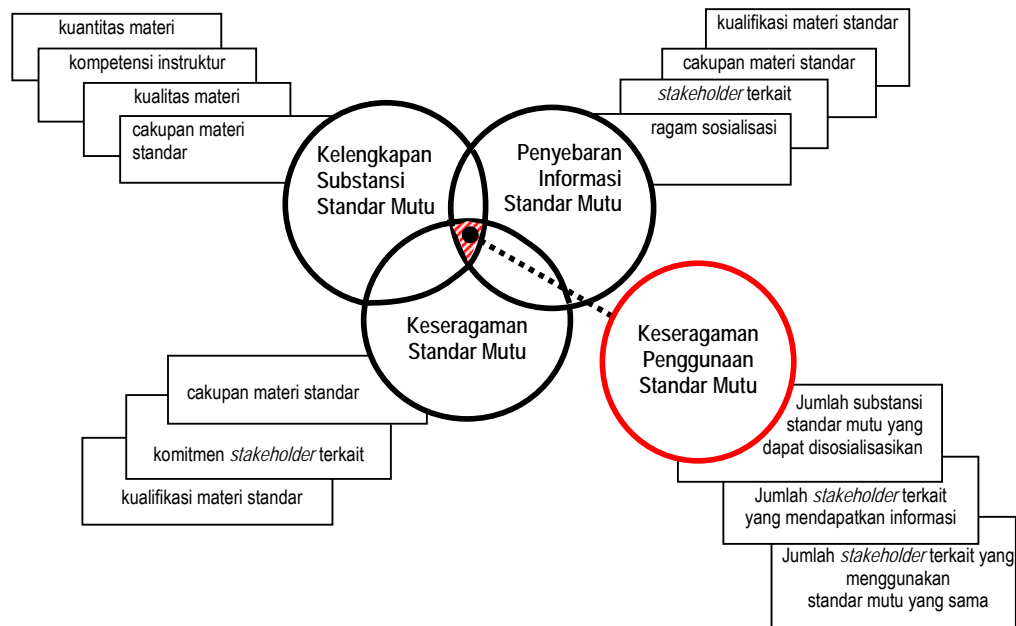 kuantitas materi
kompetensi instruktur
kualitas materi
cakupan materi
standar
kualifikasi materi standar
cakupan materi standar
stakeholder terkait
ragam sosialisasi
Kelengkapan
Substansi
Standar Mutu
Penyebaran
Informasi
Standar Mutu
Keseragaman
Standar Mutu
Keseragaman
Penggunaan
Standar Mutu
cakupan materi standar
komitmen stakeholder terkait
kualifikasi materi standar
Jumlah substansi
standar mutu yang
dapat disosialisasikan
Jumlah stakeholder terkait
yang mendapatkan informasi
Jumlah stakeholder terkait yang
menggunakan
standar mutu yang sama